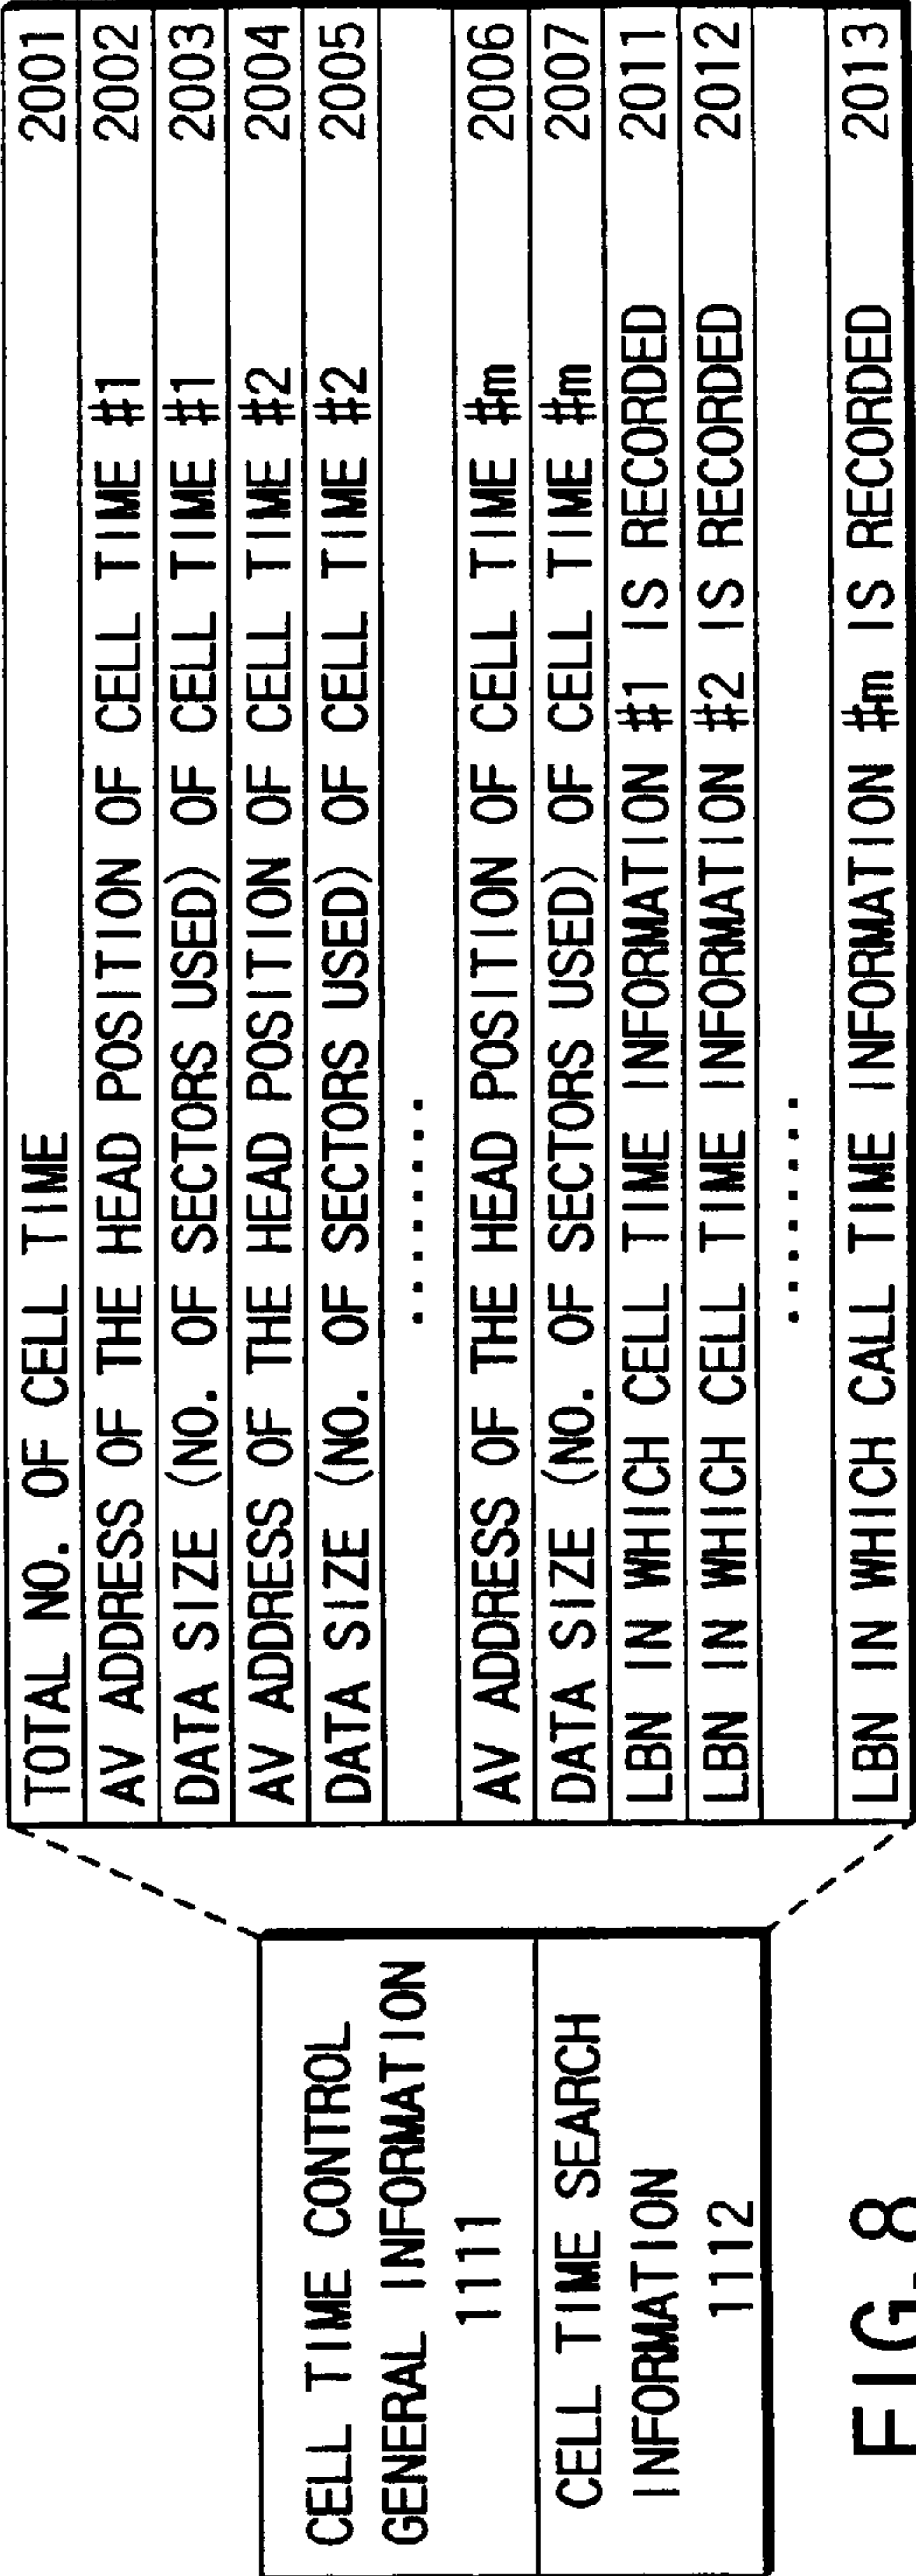 CELL TIME CONTROL
GENERAL INFORMATION
1111
CELL TIME SEARCH
INFORMATION
1112
TOTAL NO. OF CELL TIME 2001
AV ADDRESS OF THE HEAD POSITION OF CELL TIME #1 2002
DATA SIZE (NO. OF SECTORS USED) OF CELL TIME #1 2003
AV ADDRESS OF THE HEAD POSITION OF CELL TIME #2 2004
DATA SIZE (NO. OF SECTORS USED) OF CELL TIME #2 2005
.......
AV ADDRESS OF THE HEAD POSITION OF CELL TIME #m 2006
DATA SIZE (NO. OF SECTORS USED) OF CELL TIME #m 2007
LBN IN WHICH CELL TIME INFORMATION #1 IS RECORDED 2011
LBN IN WHICH CELL TIME INFORMATION #2 IS RECORDED 2012
.......
LBN IN WHICH CALL TIME INFORMATION #m IS RECORDED 2013
FIG. 8